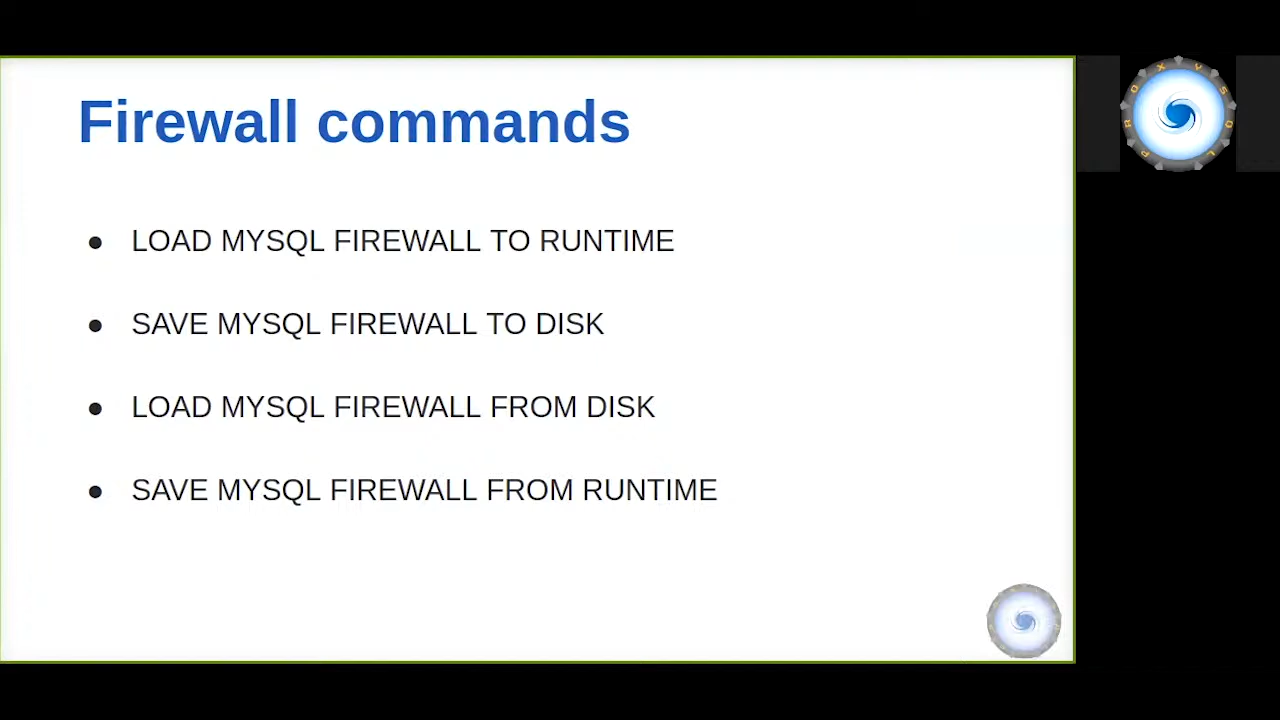 Firewall commands
● LOAD MYSQL FIREWALL TO RUNTIME
● SAVE MYSQL FIREWALL TO DISK
● LOAD MYSQL FIREWALL FROM DISK
● SAVE MYSQL FIREWALL FROM RUNTIME
PROXYSQL